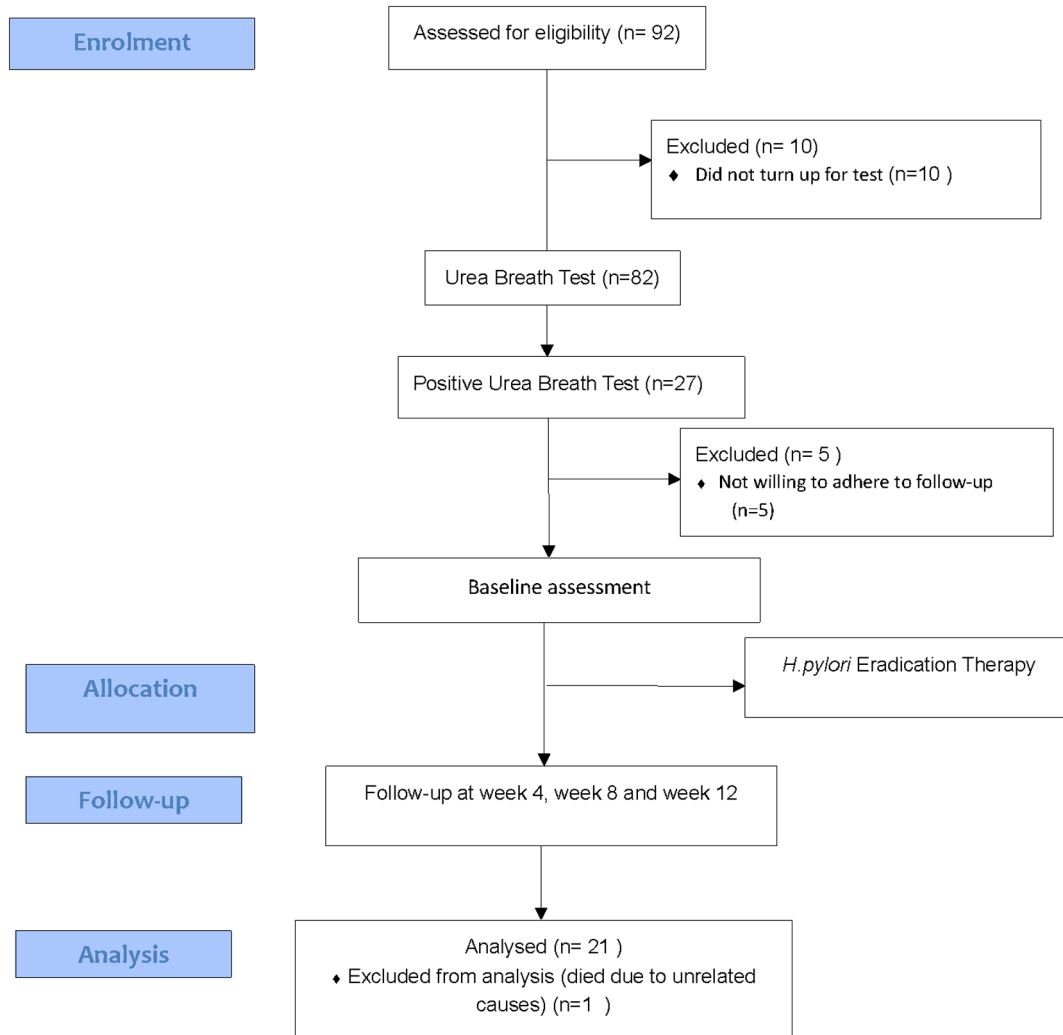 Enrolment
Assessed for eligibility (n= 92)
Excluded (n= 10)
♦ Did not turn up for test (n=10 )
Urea Breath Test (n=82)
Positive Urea Breath Test (n=27)
Excluded (n= 5 )
♦ Not willing to adhere to follow-up
(n=5)
Baseline assessment
Allocation
H.pylori Eradication Therapy
Follow-up
Follow-up at week 4, week 8 and week 12
Analysis
Analysed (n= 21 )
♦ Excluded from analysis (died due to unrelated
causes) (n=1 )